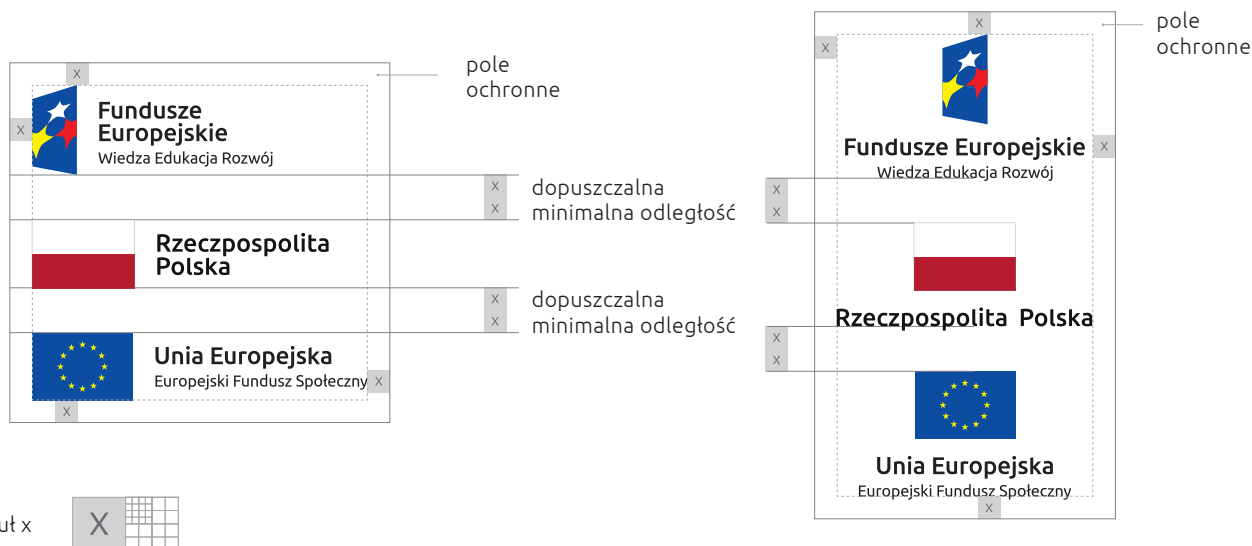 X
pole
ochronne
X
Fundusze
Europejskie
Wiedza Edukacja Rozwój
X
dopuszczalna
X
minimalna odległość
Rzeczpospolita
Polska
X
dopuszczalna
X
minimalna odległość
Unia Europejska
Europejski Fundusz Społeczny
X
X
X
pole
ochronne
X
Fundusze Europejskie
X
Wiedza Edukacja Rozwój
X
X
Rzeczpospolita Polska
X
X
Unia Europejska
Europejski Fundusz Społeczny
X
uł x
X